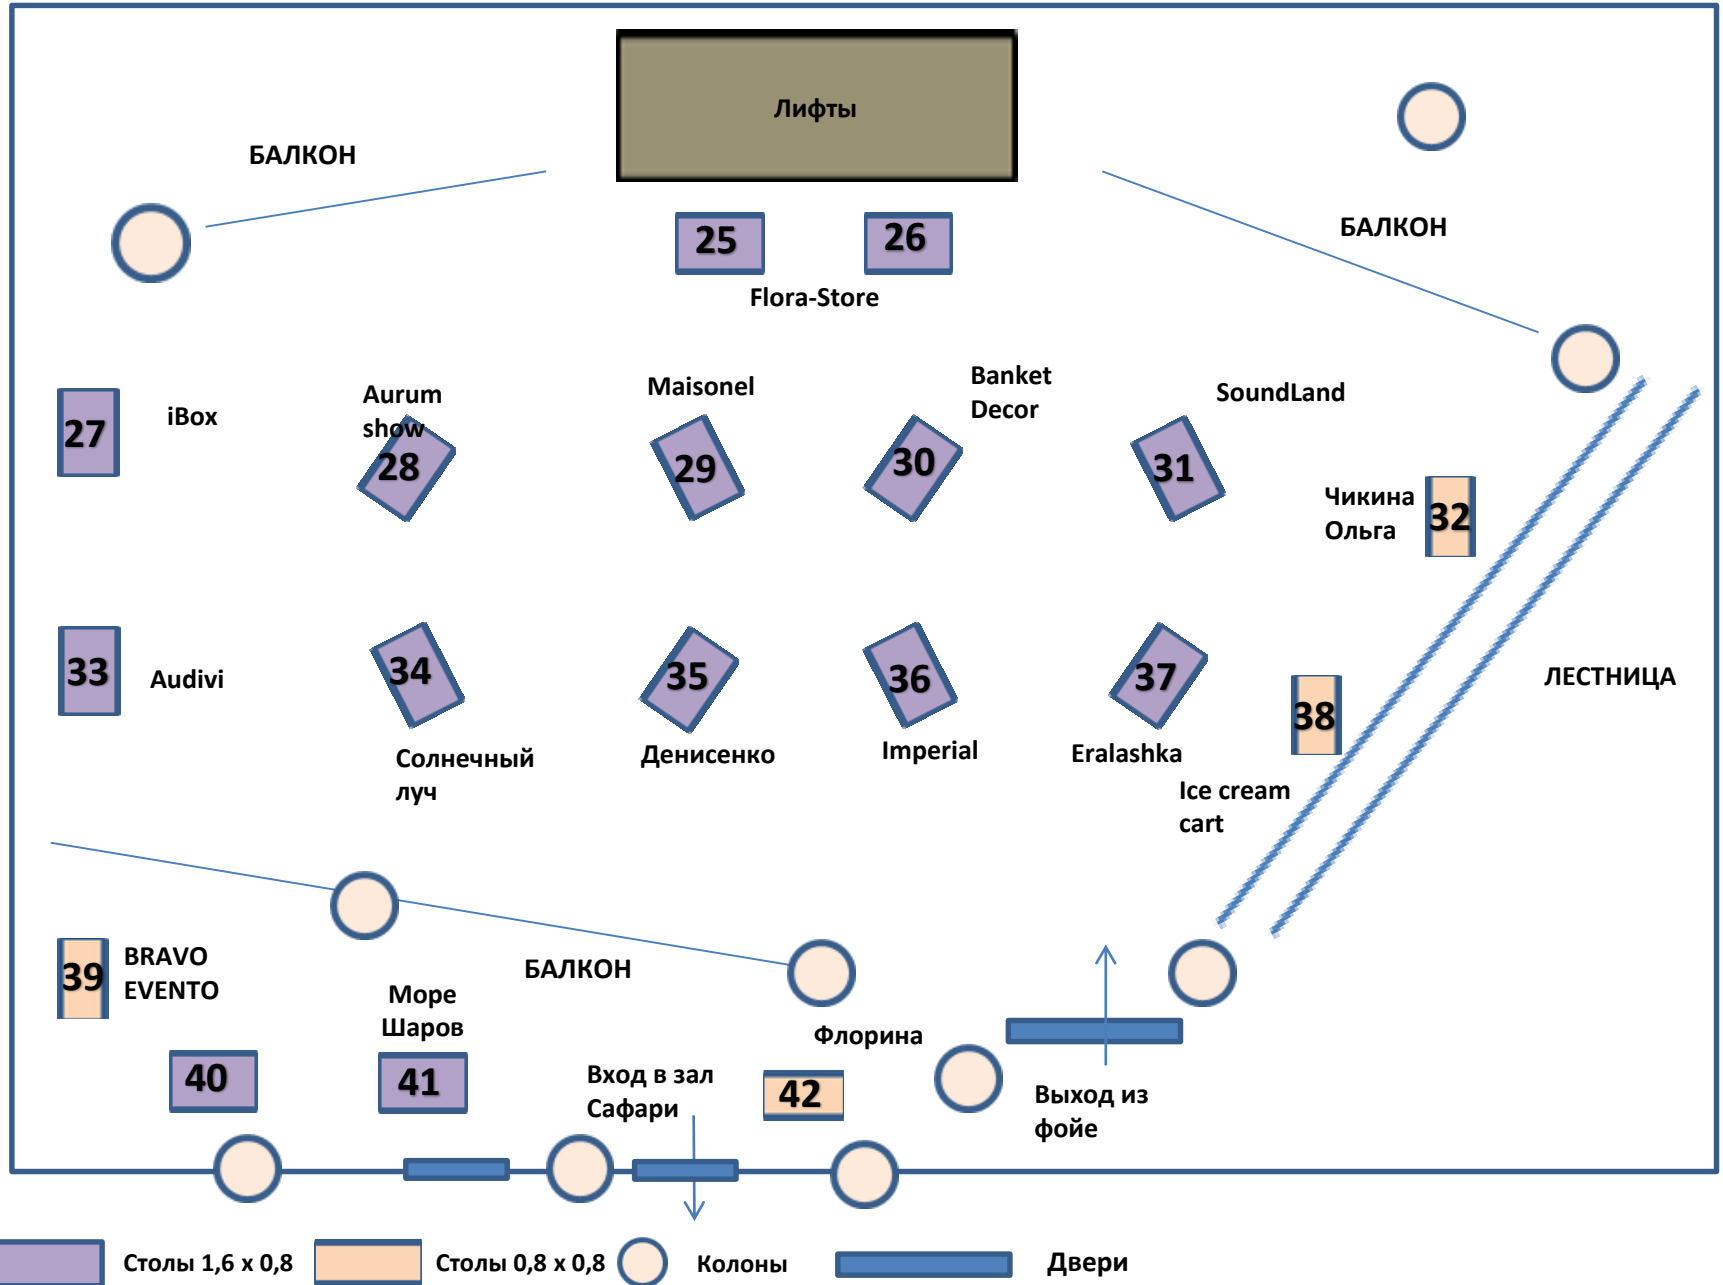 Лифты
БАЛКОН
БАЛКОН
25
26
Flora-Store
iBox
27
Aurum
show
28
Maisonel
29
Banket
Decor
30
SoundLand
31
Чикина
Ольга
32
33
Audivi
34
Солнечный
луч
35
Денисенко
36
Imperial
37
Eralashka
38
Ice cream
cart
ЛЕСТНИЦА
39
BRAVO
EVENTO
БАЛКОН
40
Море
Шаров
41
Вход в зал
Сафари
Флорина
42
Выход из
фойе
Столы 1,6 х 0,8
Столы 0,8 х 0,8
Колоны
Двери